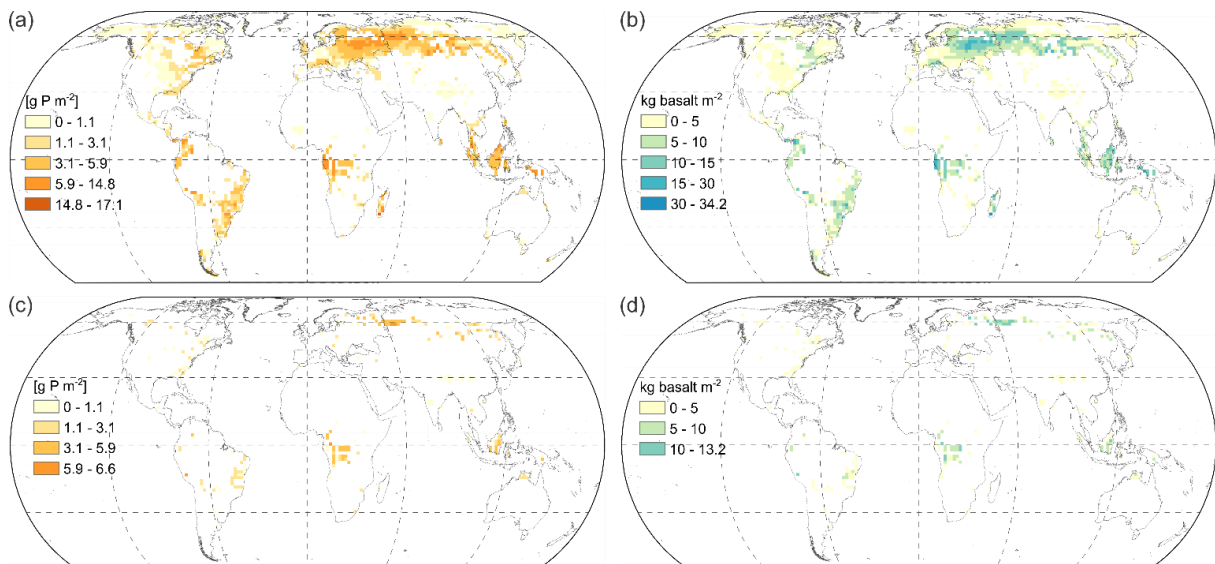 (a)
[g P m-2]
0 - 1.1
1.1 - 3.1
3.1 - 5.9
5.9 - 14.8
14.8 - 17.1
(b)
kg basalt m-2
0 - 5
5 - 10
10 - 15
15 - 30
30 - 34.2
(c)
[g P m-2]
0 - 1.1
1.1 - 3.1
3.1 - 5.9
5.9 - 6.6
(d)
kg basalt m-2
0 - 5
5 - 10
10 - 13.2